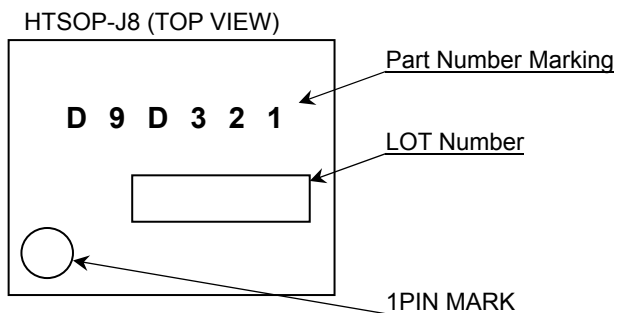 HTSOP-J8 (TOP VIEW)
Part Number Marking
D 9 D 3 2 1
LOT Number
1PIN MARK